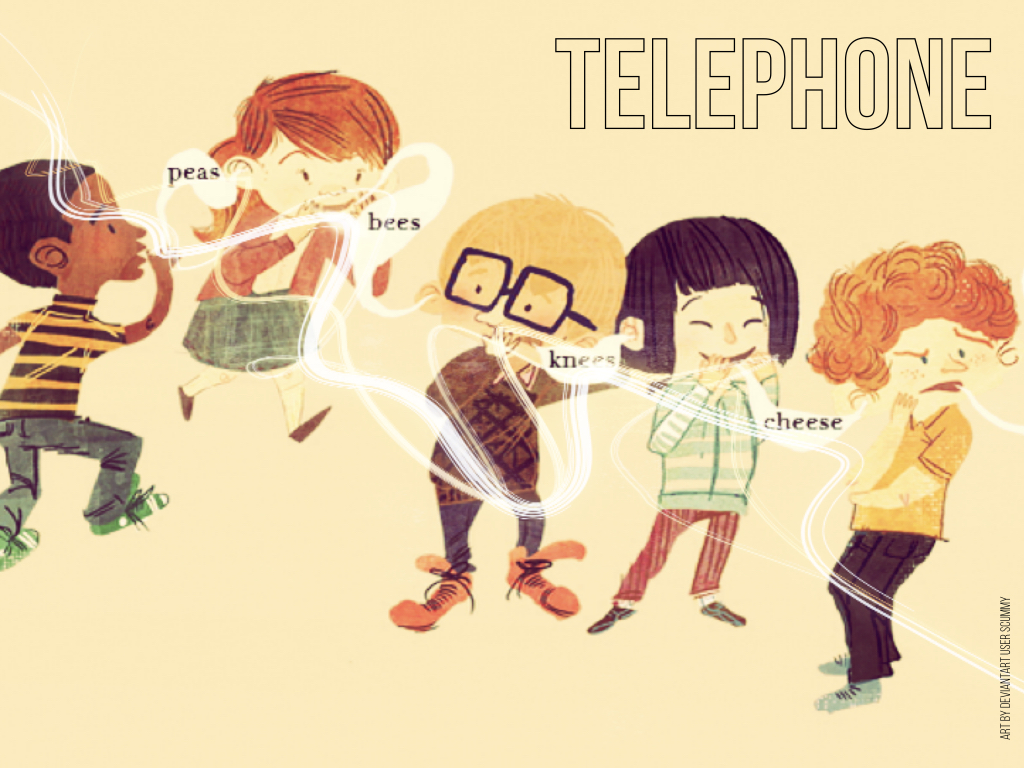 TELEPHONE
peas
bees
knees
cheese
ART BY DEVIANTART USER SCUMMY